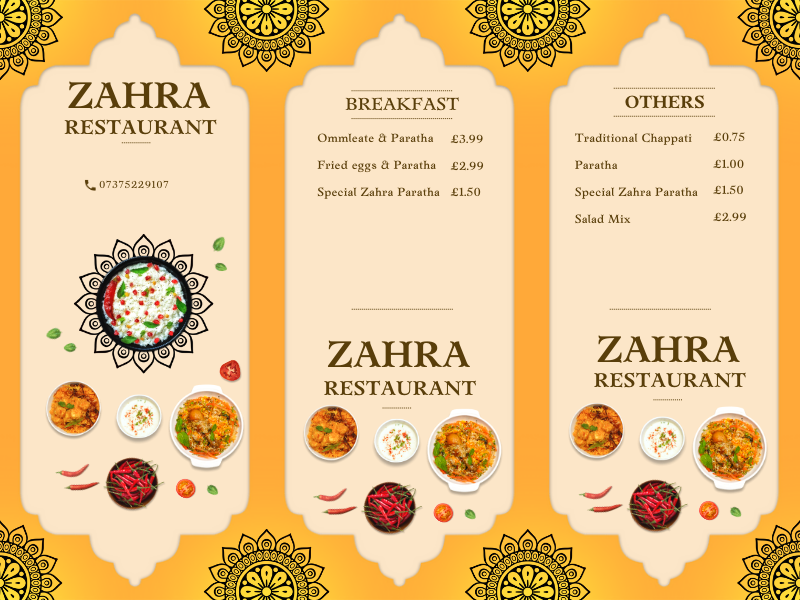 ZAHRA
RESTAURANT
07375229107
BREAKFAST
Ommleate & Paratha £3.99
Fried eggs & Paratha £2.99
Special Zahra Paratha £1.50
ZAHRA
RESTAURANT
OTHERS
Traditional Chappati £0.75
Paratha £1.00
Special Zahra Paratha £1.50
Salad Mix £2.99
ZAHRA
RESTAURANT